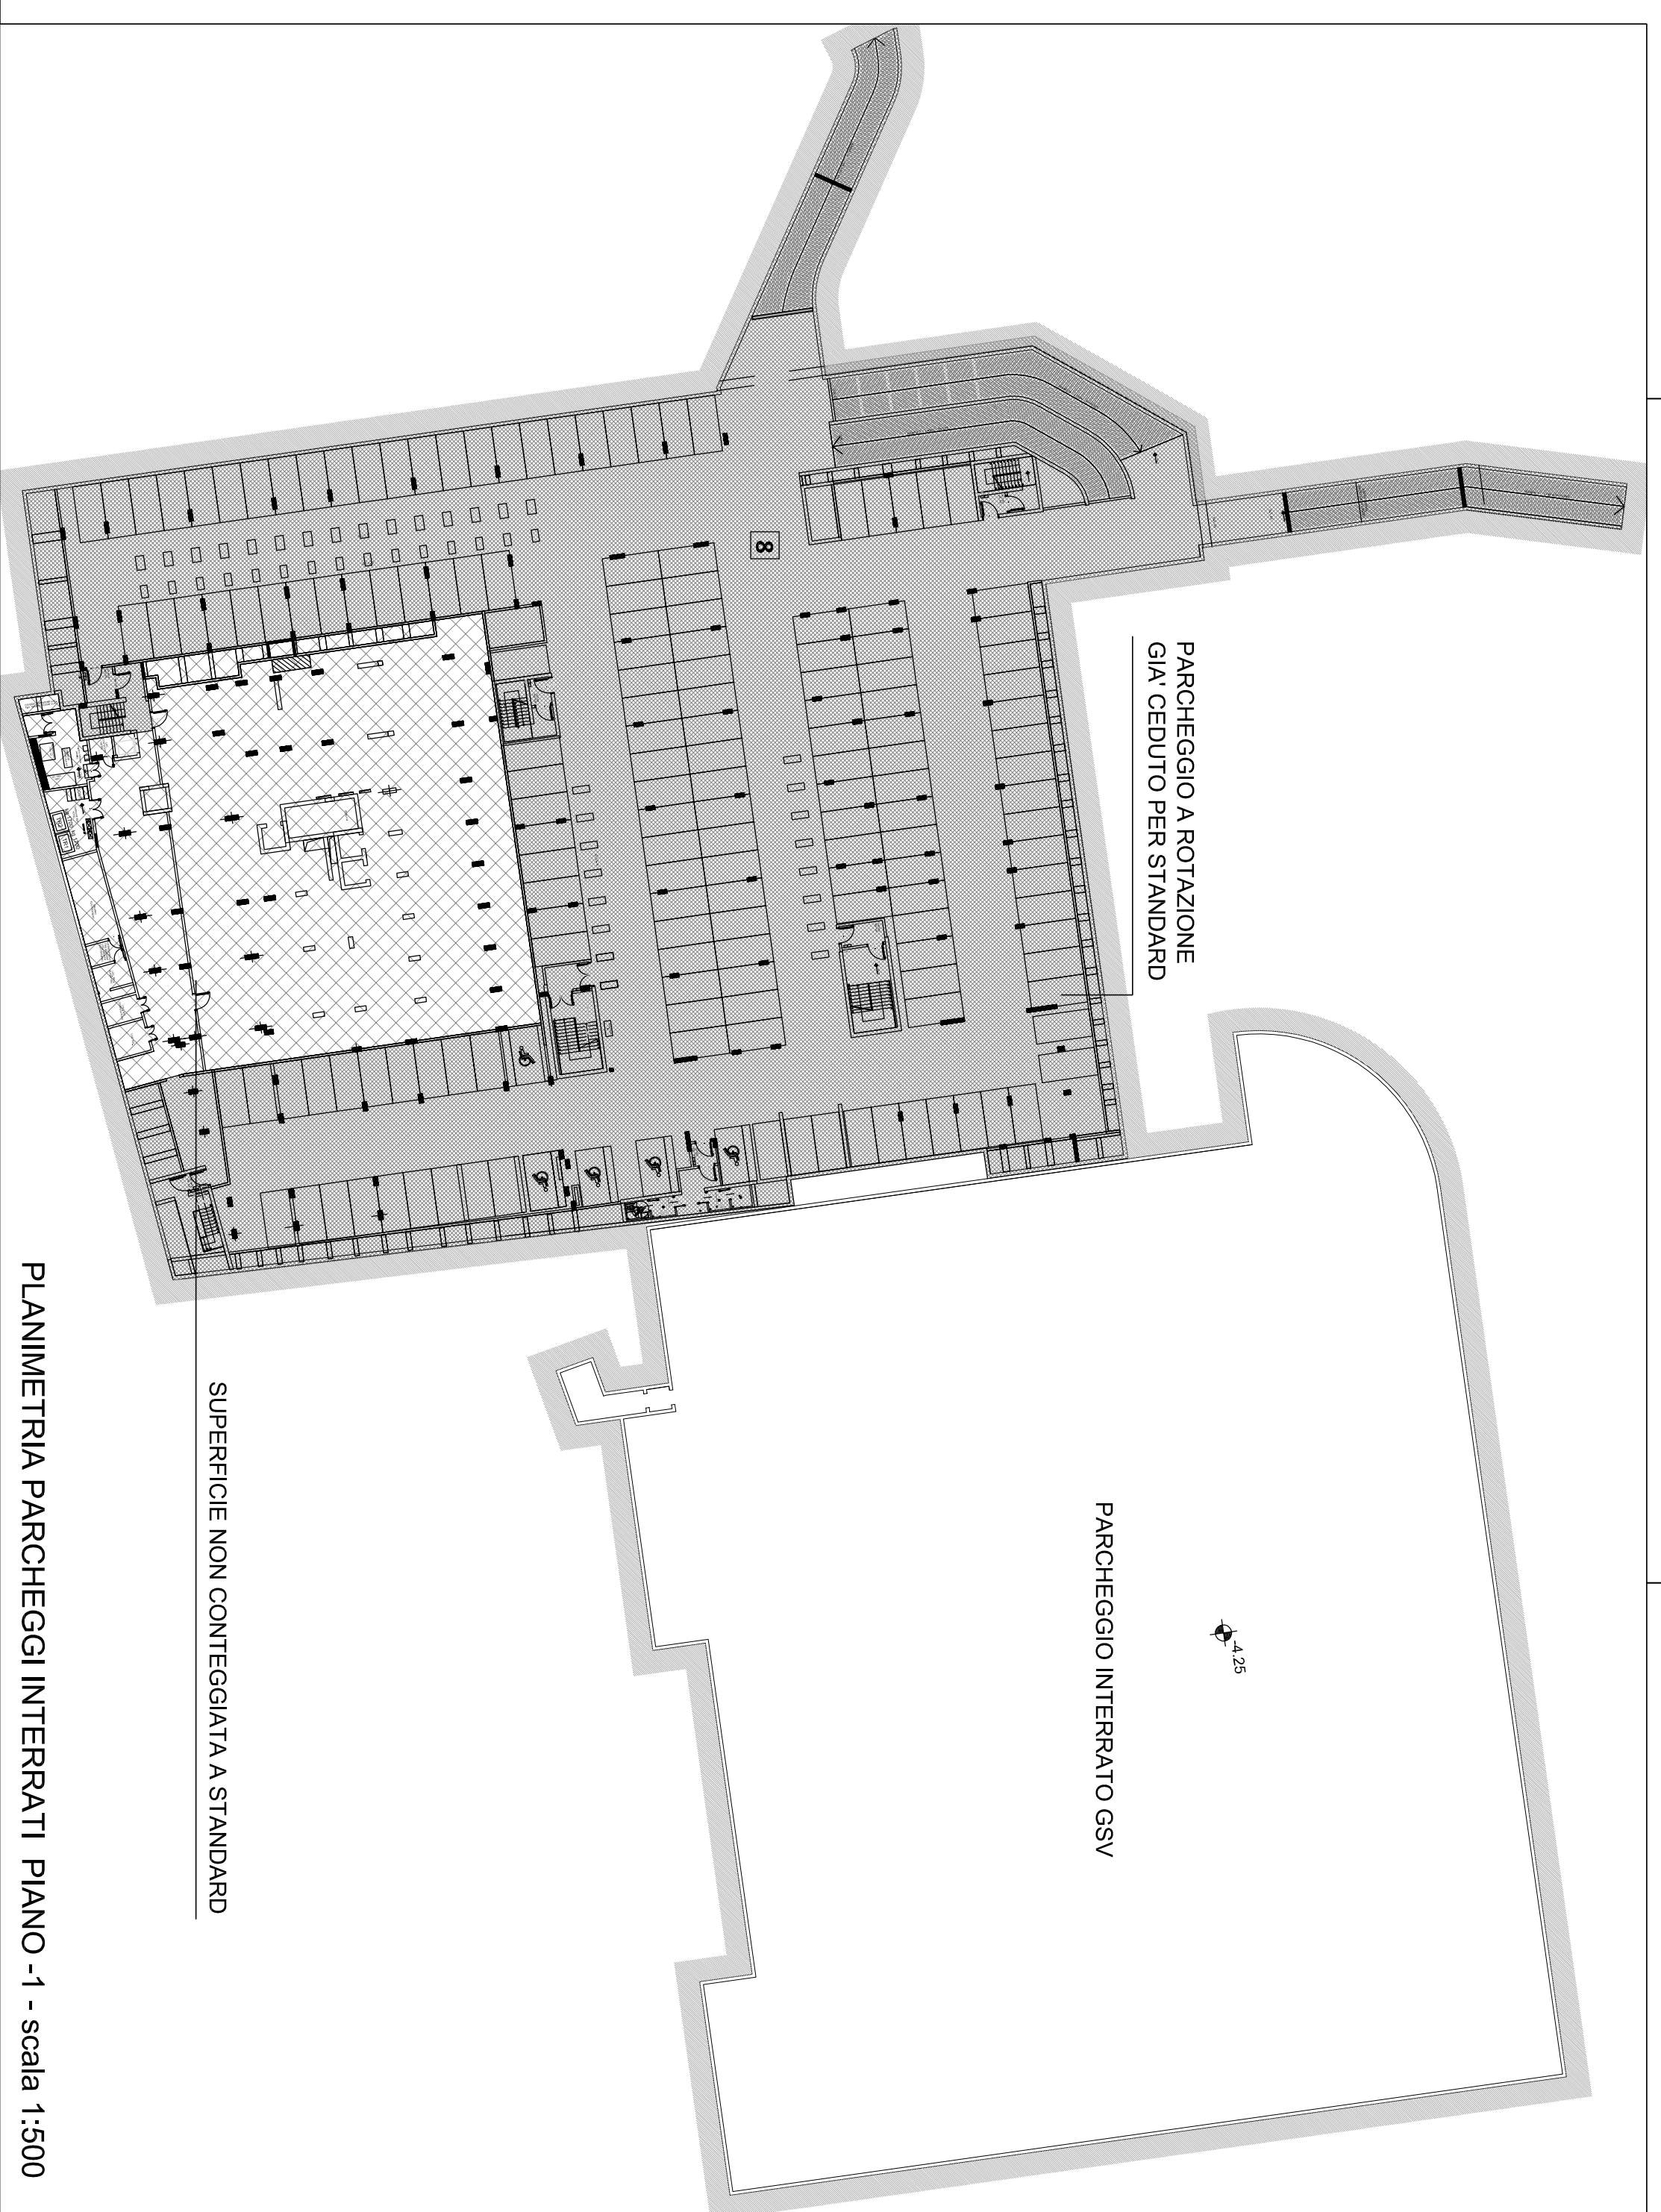 PARCHEGGIO A ROTAZIONE
GIA' CEDUTO PER STANDARD
8
-4.25
PARCHEGGIO INTERRATO GSV
SUPERFICIE NON CONTEGGIATA A STANDARD
PLANIMETRIA PARCHEGGI INTERRATI PIANO -1 - scala 1:500